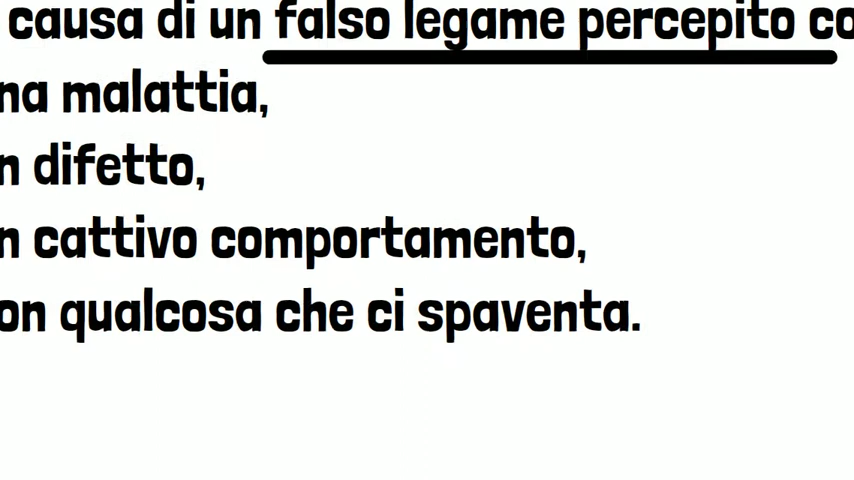 causa di un falso legame percepito co
na malattia,
n difetto,
n cattivo comportamento,
on qualcosa che ci spaventa.